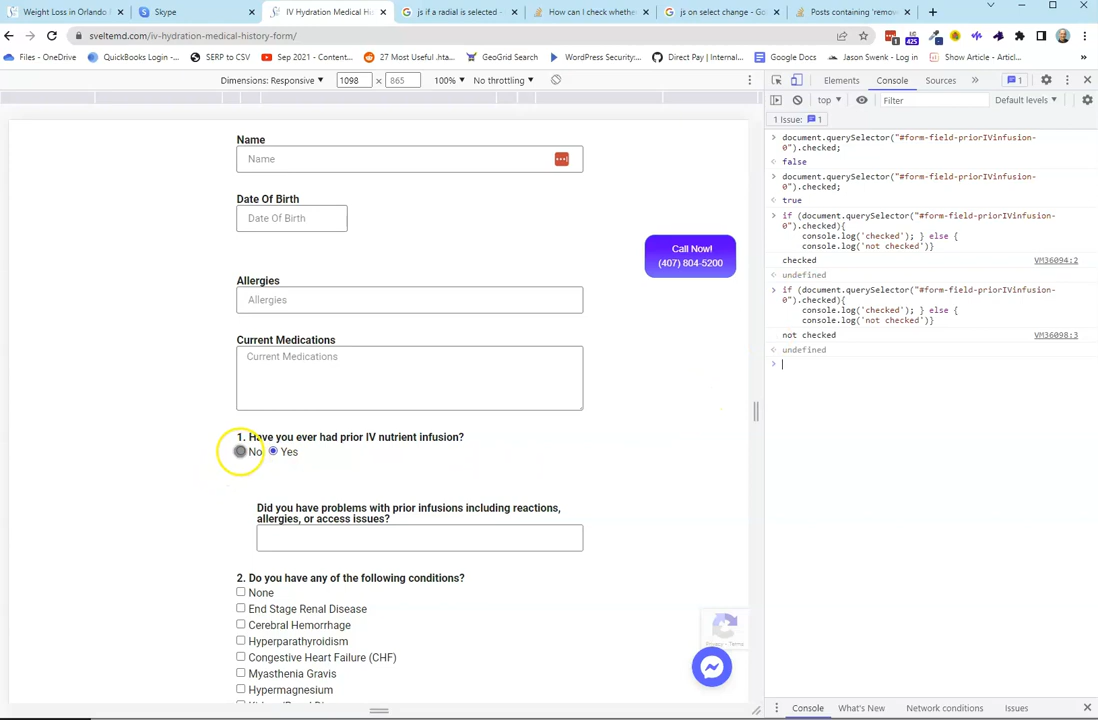 Weight Loss in Orlando
Skype
IV Hydration Medical His
js if a radial is selected -
How can I check whethe
js on select change - Go
Posts containing 'remov
sveltemd.com/iv-hydration-medical-history-form/
Files - OneDrive
QuickBooks Online -...
SERP to CSV
Sep 2021 - Content...
27 Most Useful .hta...
GeoGrid Search
WordPress Security:...
Direct Pay | Internal...
Google Docs
Jason Swenk - Log in
Show Article - Articl...
Dimensions: Responsive
1098
×
865
100%
No throttling
Elements
Console
Sources
1
top
Filter
Default levels
1 Issue:
1
Name
Name
Date Of Birth
Date Of Birth
Call Now!
(407) 804-5200
Allergies
Allergies
Current Medications
Current Medications
1. Have you ever had prior IV nutrient infusion?
No
Yes
Did you have problems with prior infusions including reactions,
allergies, or access issues?
2. Do you have any of the following conditions?
None
End Stage Renal Disease
Cerebral Hemorrhage
Hyperparathyroidism
Congestive Heart Failure (CHF)
Myasthenia Gravis
Hypermagnesium
Privacy - Terms
document.querySelector("#form-field-priorIVinfusion-
0").checked;
false
document.querySelector("#form-field-priorIVinfusion-
0").checked;
true
if (document.querySelector("#form-field-priorIVinfusion-
0").checked){
console.log('checked'); } else {
console.log('not checked')}
checked
VM36094:2
undefined
if (document.querySelector("#form-field-priorIVinfusion-
0").checked){
console.log('checked'); } else {
console.log('not checked')}
not checked
VM36098:3
undefined
Console
What's New
Network conditions
Issues